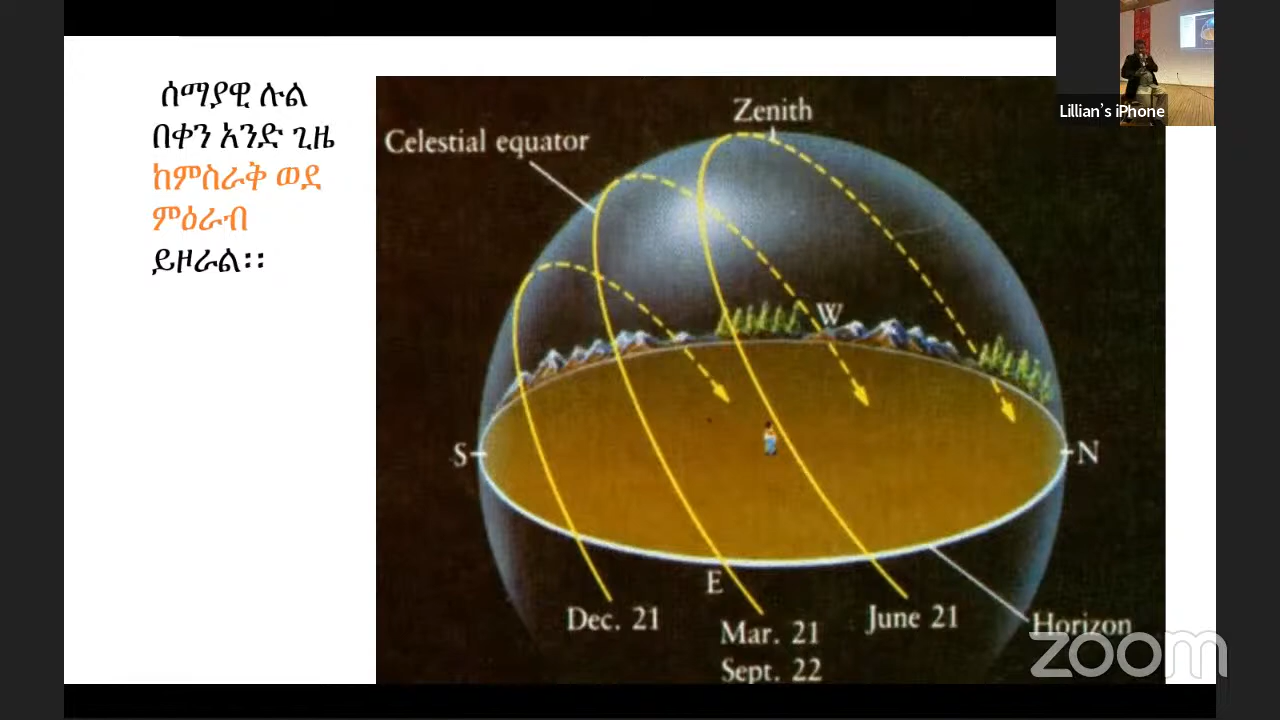 ሰማያዊ ሉል
በቀን አንድ ጊዜ
ከምስራቅ ወደ
ምዕራብ
ይዞራል፡፡
Zenith
Celestial equator
W
S
N
E
Dec. 21
Mar. 21
Sept. 22
June 21
Horizon
Lillian’s iPhone
zoom